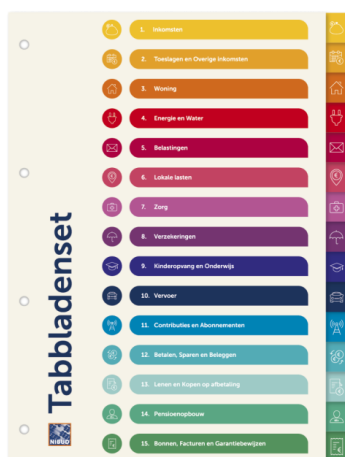 Tabbladenset
NIBUD
1. Inkomsten
2. Toeslagen en Overige Inkomsten
3. Woning
4. Energie en Water
5. Belastingen
6. Lokale lasten
7. Zorg
8. Verzekeringen
9. Kinderopvang en Onderwijs
10. Vervoer
11. Contributies en Abonnementen
12. Betalen, Sparen en Beleggen
13. Lenen en Kopen op afbetaling
14. Pensioenopbouw
15. Bonnen, Facturen en Garantiebewijzen